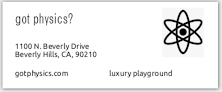 got physics?
1100 N. Beverly Drive
Beverly Hills, CA, 90210
gotphysics.com luxury playground